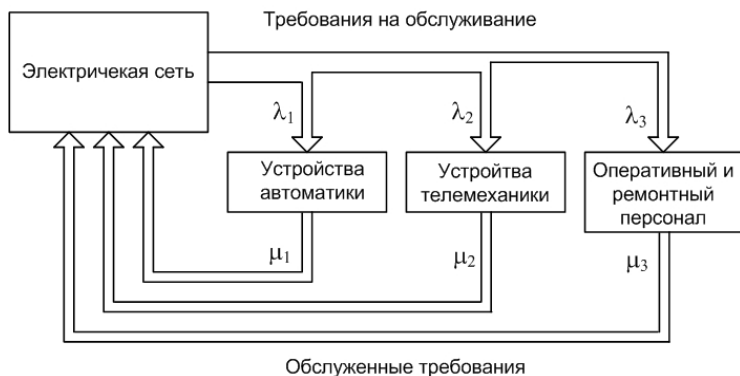 Требования на обслуживание
Электричекая сеть
λ1
λ2
λ3
Устройства
автоматики
Устройтва
телемеханики
Оперативный и
ремонтный
персонал
μ1
μ2
μ3
Обслуженные требования